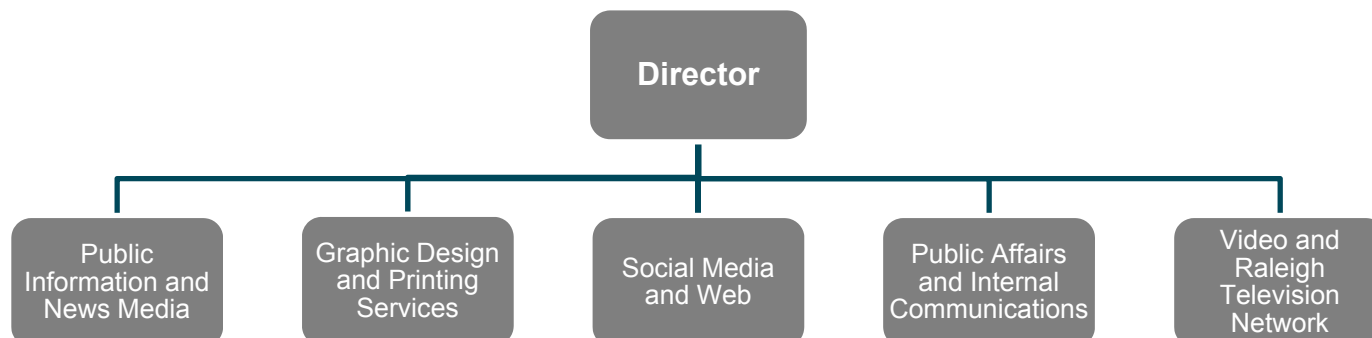 Director
Public
Information and
News Media
Graphic Design
and Printing
Services
Social Media
and Web
Public Affairs
and Internal
Communications
Video and
Raleigh
Television
Network